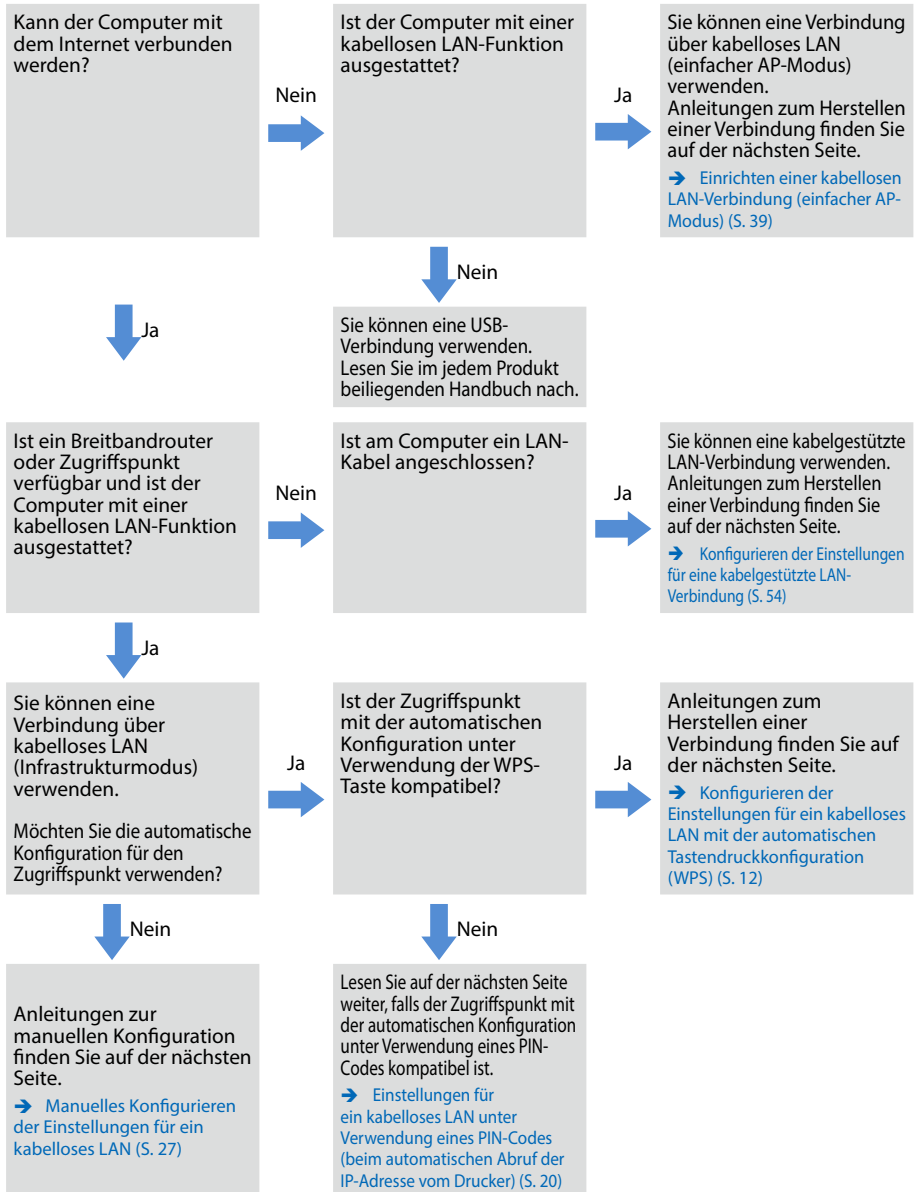 Kann der Computer mit
dem Internet verbunden
werden?
Nein
Ist der Computer mit einer
kabellosen LAN-Funktion
ausgestattet?
Ja
Sie können eine Verbindung
über kabelloses LAN
(einfacher AP-Modus)
verwenden.
Anleitungen zum Herstellen
einer Verbindung finden Sie
auf der nächsten Seite.
➔ Einrichten einer kabellosen
LAN-Verbindung (einfacher AP-
Modus) (S. 39)
Ja
Nein
Sie können eine USB-
Verbindung verwenden.
Lesen Sie im jedem Produkt
beiliegenden Handbuch nach.
Ist ein Breitbandrouter
oder Zugriffspunkt
verfügbar und ist der
Computer mit einer
kabellosen LAN-Funktion
ausgestattet?
Nein
Ist am Computer ein LAN-
Kabel angeschlossen?
Ja
Sie können eine kabelgestützte
LAN-Verbindung verwenden.
Anleitungen zum Herstellen
einer Verbindung finden Sie
auf der nächsten Seite.
➔ Konfigurieren der Einstellungen
für eine kabelgestützte LAN-
Verbindung (S. 54)
Ja
Sie können eine
Verbindung über
kabelloses LAN
(Infrastrukturmodus)
verwenden.
Möchten Sie die automatische
Konfiguration für den
Zugriffspunkt verwenden?
Ja
Ist der Zugriffspunkt
mit der automatischen
Konfiguration unter
Verwendung der WPS-
Taste kompatibel?
Ja
Anleitungen zum
Herstellen einer
Verbindung finden Sie auf
der nächsten Seite.
➔ Konfigurieren der
Einstellungen für ein kabelloses
LAN mit der automatischen
Tastendruckkonfiguration
(WPS) (S. 12)
Nein
Nein
Anleitungen zur
manuellen Konfiguration
finden Sie auf der nächsten
Seite.
➔ Manuelles Konfigurieren
der Einstellungen für ein
kabelloses LAN (S. 27)
Lesen Sie auf der nächsten Seite
weiter, falls der Zugriffspunkt mit
der automatischen Konfiguration
unter Verwendung eines PIN-
Codes kompatibel ist.
➔ Einstellungen für
ein kabelloses LAN unter
Verwendung eines PIN-Codes
(beim automatischen Abruf der
IP-Adresse vom Drucker) (S. 20)